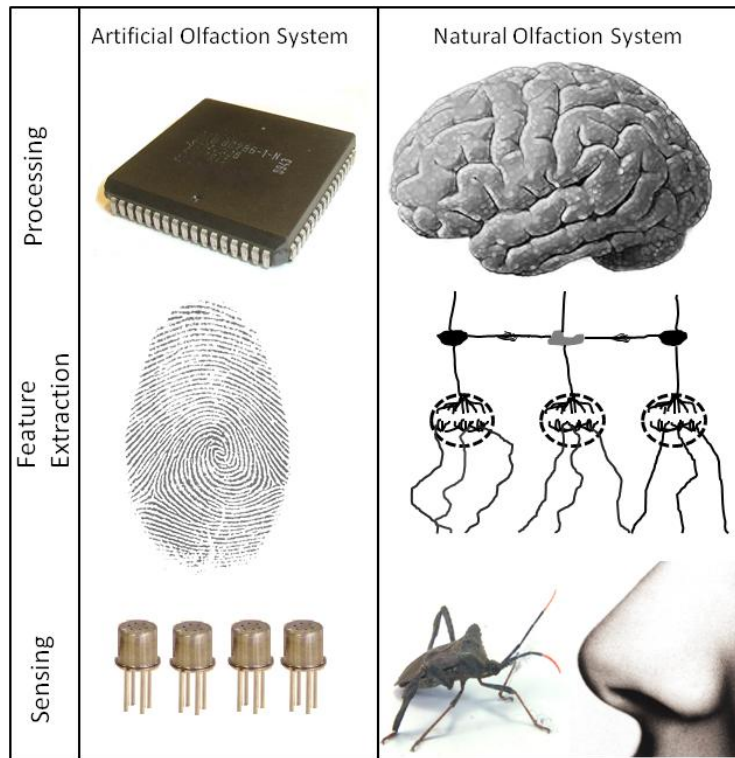 Artificial Olfaction System
Natural Olfaction System
Processing
Feature
Extraction
Sensing